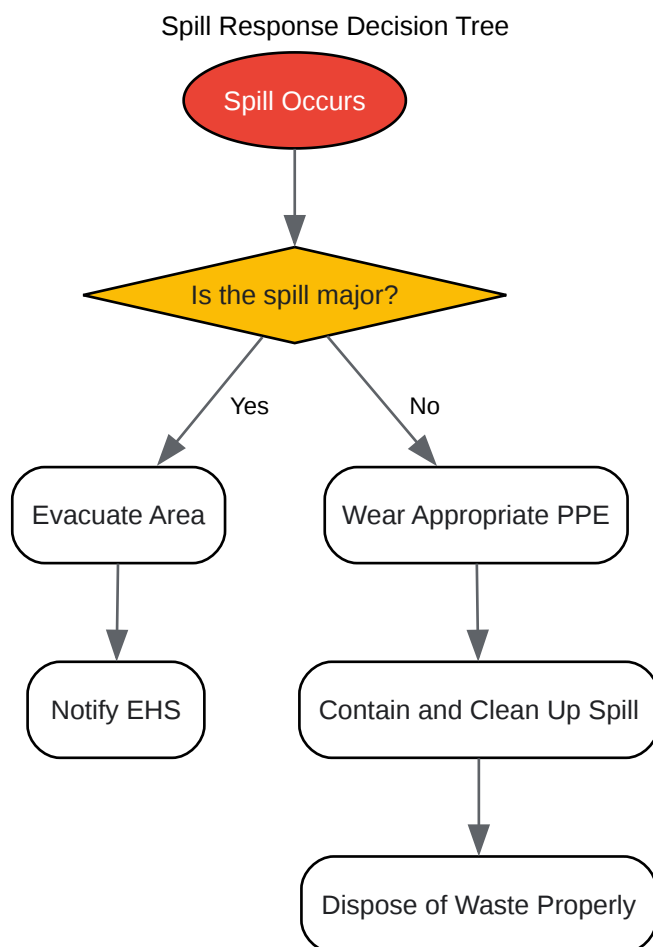 Spill Response Decision Tree
Spill Occurs
Is the spill major?
Yes
No
Evacuate Area
Wear Appropriate PPE
Notify EHS
Contain and Clean Up Spill
Dispose of Waste Properly